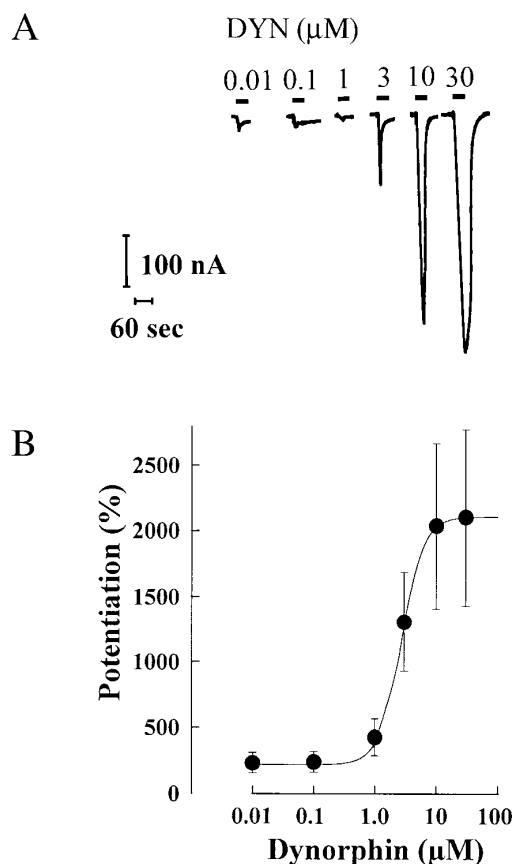 A
DYN (μM)
0.01 0.1 1 3 10 30
100 nA
60 sec
B
Potentiation (%)
2500
2000
1500
1000
500
0
0.01 0.1 1.0 10 100
Dynorphin (μM)